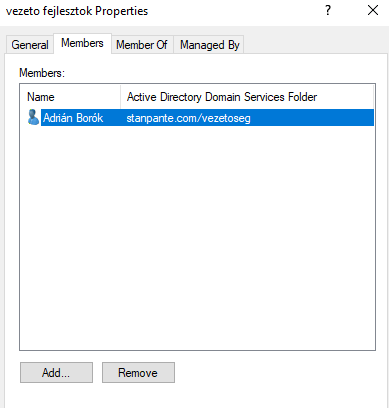 vezeto fejlesztok Properties ? X
General Members Member Of Managed By
Members:
Name Active Directory Domain Services Folder
Adrián Borók stanpante.com/vezetoseg
Add... Remove